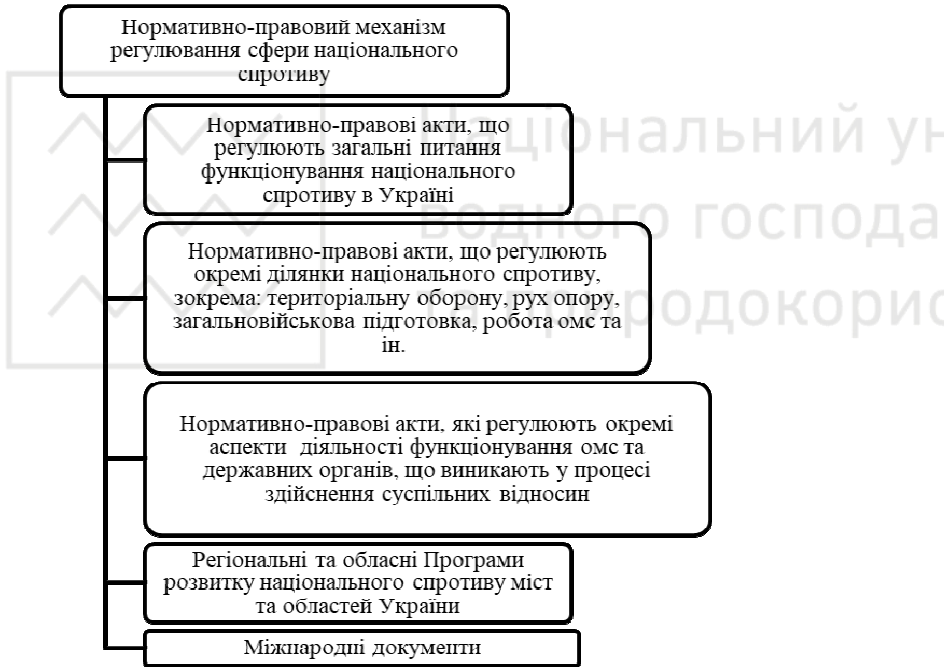 Нормативно-правовий механізм
регулювання сфери національного
спротиву
Нормативно-правові акти, що
регулюють загальні питання
функціонування національного
спротиву в Україні
Нормативно-правові акти, що регулюють
окремі ділянки національного спротиву,
зокрема: територіальну оборону, рух опору,
загальновійськова підготовка, робота омс та
ін.
Нормативно-правові акти, які регулюють окремі
аспекти діяльності функціонування омс та
державних органів, що виникають у процесі
здійснення суспільних відносин
Регіональні та обласні Програми
розвитку національного спротиву міст
та областей України
Міжнародні документи
Національний ун
водного господа
та природокорис